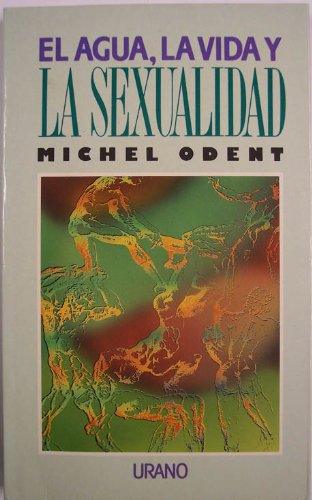 EL AGUA, LA VIDA Y
LA SEXUALIDAD
MICHEL ODENT
URANO